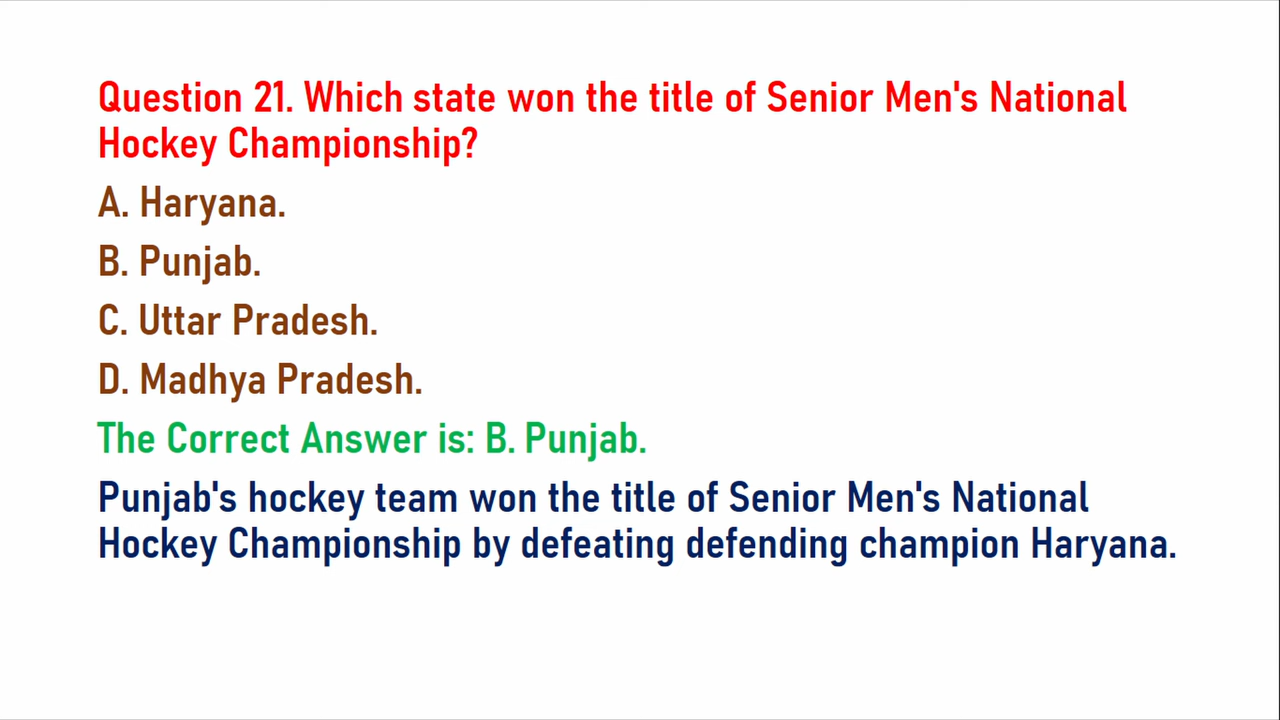 Question 21. Which state won the title of Senior Men's National
Hockey Championship?
A. Haryana.
B. Punjab.
C. Uttar Pradesh.
D. Madhya Pradesh.
The Correct Answer is: B. Punjab.
Punjab's hockey team won the title of Senior Men's National
Hockey Championship by defeating defending champion Haryana.